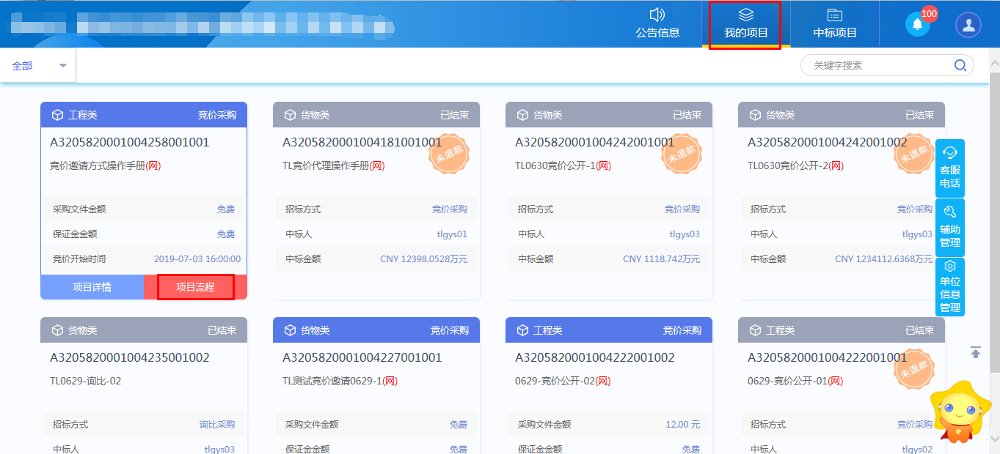 公告信息
我的项目
中标项目
100
全部
关键字搜索
工程类 竞价采购
A3205820001004258001001
竞价邀请方式操作手册(网)
采购文件金额 免费
保证金金额 免费
竞价开始时间 2019-07-03 16:00:00
项目详情 项目流程
货物类 已结束
A3205820001004181001001
未退款
TL竞价代理操作手册(网)
招标方式 竞价采购
中标人 tlgys01
中标金额 CNY 12398.0528万元
货物类 已结束
A3205820001004242001001
未退款
TL0630竞价公开-1(网)
招标方式 竞价采购
中标人 tlgys03
中标金额 CNY 1118.742万元
货物类 已结束
A3205820001004242001002
未退款
TL0630竞价公开-2(网)
招标方式 竞价采购
中标人 tlgys03
中标金额 CNY 1234112.6368万元
客服
电话
辅助
管理
单位
信息
管理
货物类 已结束
A3205820001004235001002
TL0629-询比-02
招标方式 询比采购
中标人 tlgys03
货物类 竞价采购
A3205820001004227001001
TL测试竞价邀请0629-1(网)
采购文件金额 免费
保证金金额 免费
工程类 竞价采购
A3205820001004222001002
0629-竞价公开-02(网)
采购文件金额 12.00 元
保证金金额 免费
工程类 已结束
A3205820001004222001001
未退款
0629-竞价公开-01(网)
招标方式 竞价采购
中标人 tlgys02